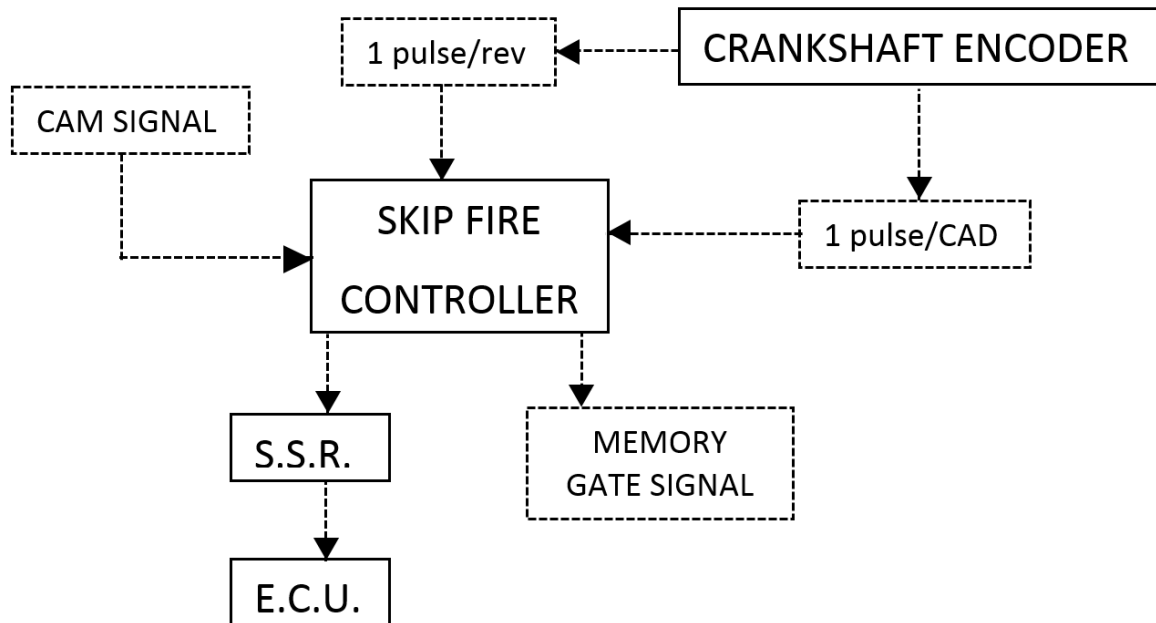 CRANKSHAFT ENCODER
1 pulse/rev
CAM SIGNAL
SKIP FIRE
CONTROLLER
1 pulse/CAD
S.S.R.
MEMORY
GATE SIGNAL
E.C.U.